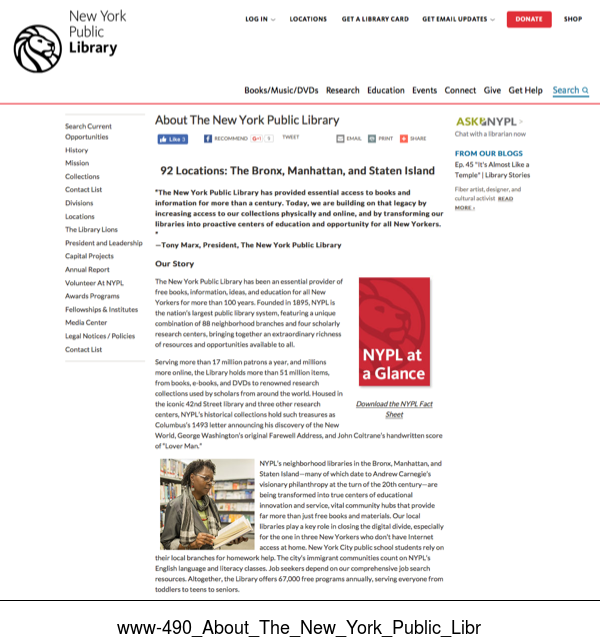 New York
Public
Library
LOG IN
LOCATIONS
GET A LIBRARY CARD
GET EMAIL UPDATES
DONATE
SHOP
Books/Music/DVDs Research Education Events Connect Give Get Help Search
Search Current
Opportunities
History
Mission
Collections
Contact List
Divisions
Locations
The Library Lions
President and Leadership
Capital Projects
Annual Report
Volunteer At NYPL
Awards Programs
Fellowships & Institutes
Media Center
Legal Notices / Policies
Contact List
About The New York Public Library
Like 3
RECOMMEND
G+1
TWEET
EMAIL
PRINT
SHARE
92 Locations: The Bronx, Manhattan, and Staten Island
"The New York Public Library has provided essential access to books and
information for more than a century. Today, we are building on that legacy by
increasing access to our collections physically and online, and by transforming our
libraries into proactive centers of education and opportunity for all New Yorkers.
"
—Tony Marx, President, The New York Public Library
Our Story
The New York Public Library has been an essential provider of
free books, information, ideas, and education for all New
Yorkers for more than 100 years. Founded in 1895, NYPL is
the nation's largest public library system, featuring a unique
combination of 88 neighborhood branches and four scholarly
research centers, bringing together an extraordinary richness
of resources and opportunities available to all.
NYPL at
a Glance
Download the NYPL Fact
Sheet
Serving more than 17 million patrons a year, and millions
more online, the Library holds more than 51 million items,
from books, e-books, and DVDs to renowned research
collections used by scholars from around the world. Housed in
the iconic 42nd Street library and three other research
centers, NYPL's historical collections hold such treasures as
Columbus's 1493 letter announcing his discovery of the New
World, George Washington's original Farewell Address, and John Coltrane's handwritten score
of "Lover Man."
NYPL's neighborhood libraries in the Bronx, Manhattan, and
Staten Island—many of which date to Andrew Carnegie's
visionary philanthropy at the turn of the 20th century—are
being transformed into true centers of educational
innovation and service, vital community hubs that provide
far more than just free books and materials. Our local
libraries play a key role in closing the digital divide, especially
for the one in three New Yorkers who don't have Internet
access at home. New York City public school students rely on
their local branches for homework help. The city's immigrant communities count on NYPL's
English language and literacy classes. Job seekers depend on our comprehensive job search
resources. Altogether, the Library offers 67,000 free programs annually, serving everyone from
toddlers to teens to seniors.
ASK NYPL
Chat with a librarian now
FROM OUR BLOGS
Ep. 45 "It's Almost Like a
Temple" | Library Stories
Fiber artist, designer, and
cultural activist READ
MORE ›
www-490_About_The_New_York_Public_Libr